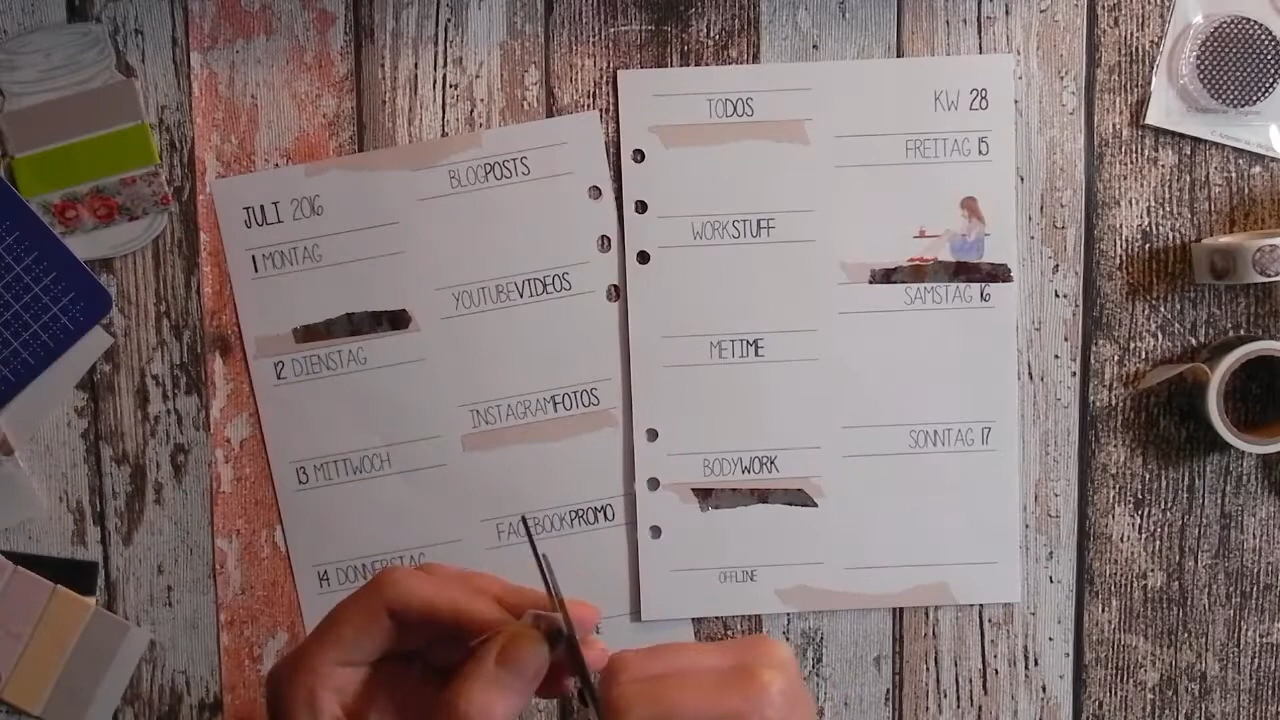 JULI 2016
1 MONTAG
12 DIENSTAG
13 MITTWOCH
14 DONNERSTAG
BLOGPOSTS
YOUTUBEVIDEOS
INSTAGRAMFOTOS
FACEBOOKPROMO
TODOS
WORKSTUFF
METIME
BODYWORK
OFFLINE
KW 28
FREITAG 15
SAMSTAG 16
SONNTAG 17